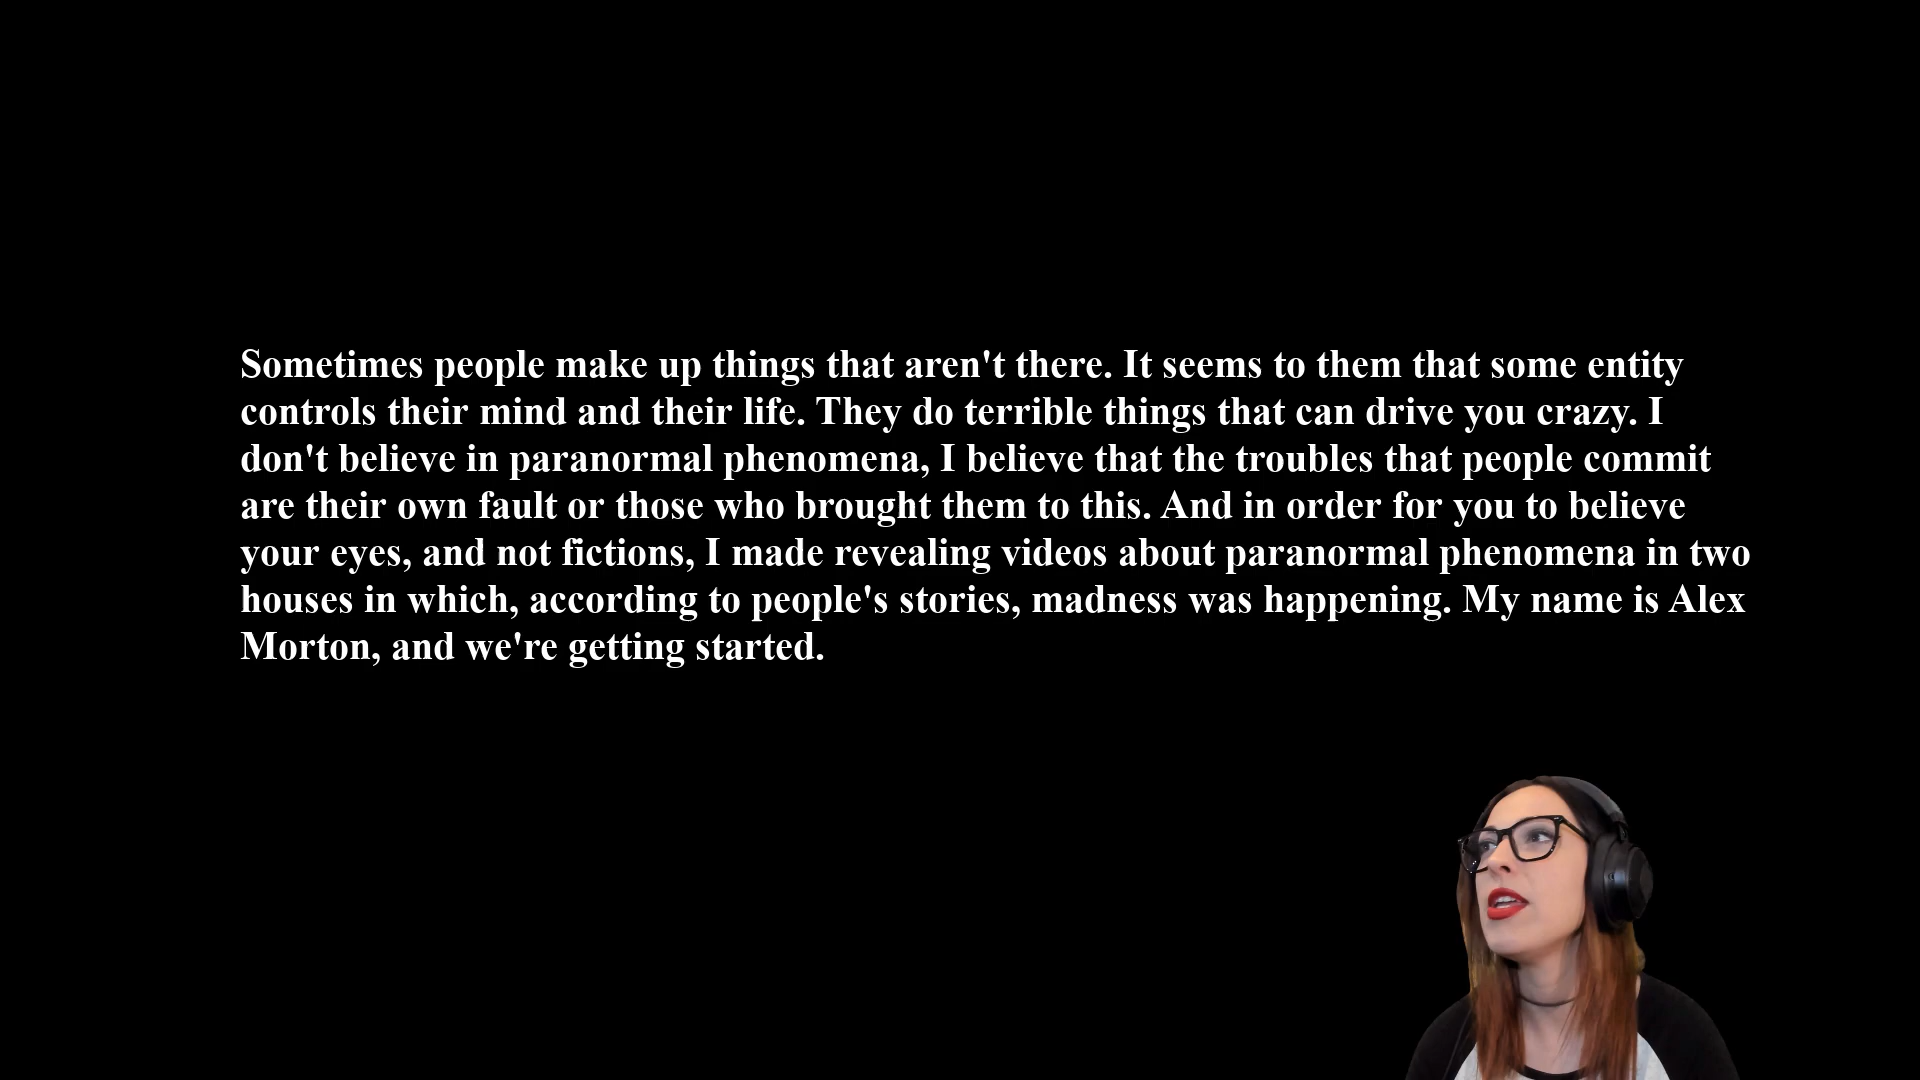 Sometimes people make up things that aren't there. It seems to them that some entity
controls their mind and their life. They do terrible things that can drive you crazy. I
don't believe in paranormal phenomena, I believe that the troubles that people commit
are their own fault or those who brought them to this. And in order for you to believe
your eyes, and not fictions, I made revealing videos about paranormal phenomena in two
houses in which, according to people's stories, madness was happening. My name is Alex
Morton, and we're getting started.